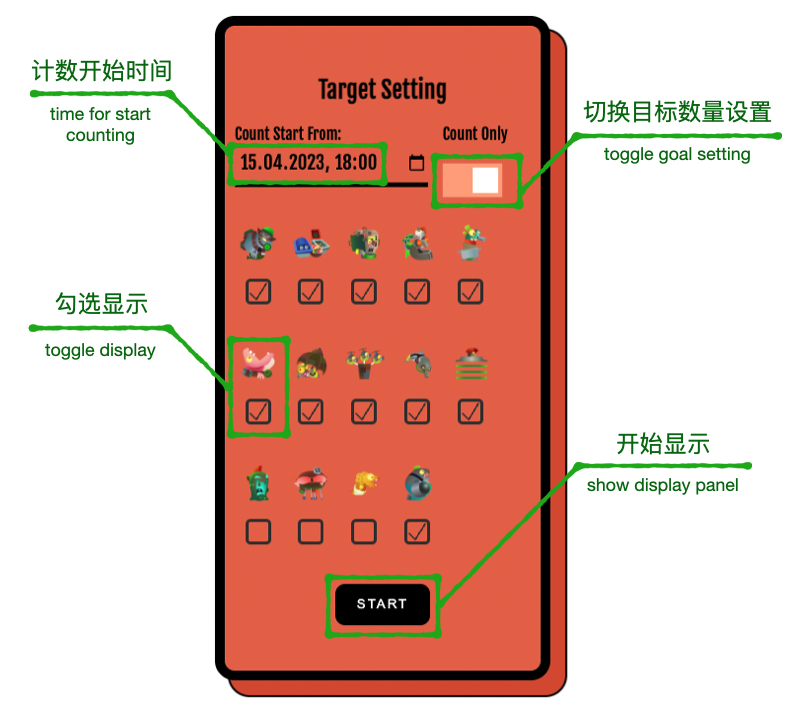 Target Setting
计数开始时间
time for start
counting
Count Start From:
15.04.2023, 18:00
Count Only
切换目标数量设置
toggle goal setting
勾选显示
toggle display
开始显示
show display panel
START